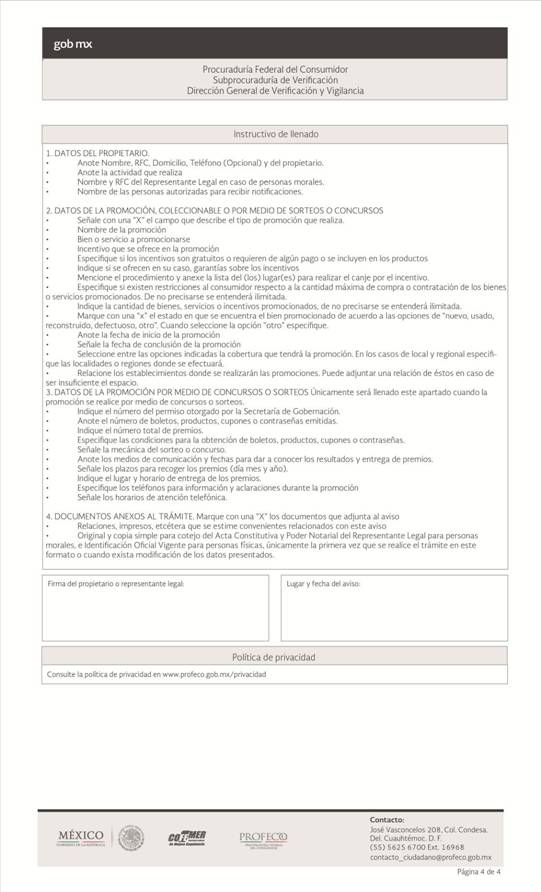 gob mx
Procuraduría Federal del Consumidor
Subprocuraduría de Verificación
Dirección General de Verificación y Vigilancia
Instructivo de llenado
1. DATOS DEL PROPIETARIO.
• Anote Nombre, RFC, Domicilio, Teléfono (Opcional) y del propietario.
• Anote la actividad que realiza
• Nombre y RFC del Representante Legal en caso de personas morales.
• Nombre de las personas autorizadas para recibir notificaciones.
2. DATOS DE LA PROMOCIÓN, COLECCIONABLE O POR MEDIO DE SORTEOS O CONCURSOS
• Señale con una "X" el campo que describe el tipo de promoción que realiza.
• Nombre de la promoción
• Bien o servicio a promocionarse
• Incentivo que se ofrece en la promoción
• Especifique si los incentivos son gratuitos o requieren de algún pago o se incluyen en los productos
• Indique si se ofrecen en su caso, garantías sobre los incentivos
• Mencione el procedimiento y anexe la lista del (los) lugar(es) para realizar el canje por el incentivo.
• Especifique si existen restricciones al consumidor respecto a la cantidad máxima de compra o contratación de los bienes
o servicios promocionados. De no precisarse se entenderá ilimitada.
• Indique la cantidad de bienes, servicios o incentivos promocionados, de no precisarse se entenderá ilimitada.
• Marque con una "x" el estado en que se encuentra el bien promocionado de acuerdo a las opciones de "nuevo, usado,
reconstruido, defectuoso, otro". Cuando seleccione la opción "otro" especifique.
• Anote la fecha de inicio de la promoción
• Señale la fecha de conclusión de la promoción
• Seleccione entre las opciones indicadas la cobertura que tendrá la promoción. En los casos de local y regional especifi-
que las localidades o regiones donde se efectuará.
• Relacione los establecimientos donde se realizarán las promociones. Puede adjuntar una relación de éstos en caso de
ser insuficiente el espacio.
3. DATOS DE LA PROMOCIÓN POR MEDIO DE CONCURSOS O SORTEOS Únicamente será llenado este apartado cuando la
promoción se realice por medio de concursos o sorteos.
• Indique el número del permiso otorgado por la Secretaría de Gobernación.
• Anote el número de boletos, productos, cupones o contraseñas emitidas.
• Indique el número total de premios.
• Especifique las condiciones para la obtención de boletos, productos, cupones o contraseñas.
• Señale la mecánica del sorteo o concurso.
• Anote los medios de comunicación y fechas para dar a conocer los resultados y entrega de premios.
• Señale los plazos para recoger los premios (día mes y año).
• Indique el lugar y horario de entrega de los premios.
• Especifique los teléfonos para información y aclaraciones durante la promoción
• Señale los horarios de atención telefónica.
4. DOCUMENTOS ANEXOS AL TRÁMITE. Marque con una "X" los documentos que adjunta al aviso
• Relaciones, impresos, etcétera que se estime convenientes relacionados con este aviso
• Original y copia simple para cotejo del Acta Constitutiva y Poder Notarial del Representante Legal para personas
morales, e Identificación Oficial Vigente para personas físicas, únicamente la primera vez que se realice el trámite en este
formato o cuando exista modificación de los datos presentados.
Firma del propietario o representante legal:
Lugar y fecha del aviso:
Política de privacidad
Consulte la política de privacidad en www.profeco.gob.mx/privacidad
MÉXICO
GOBIERNO DE LA REPÚBLICA
COFEMER
PROFECO
Contacto:
José Vasconcelos 208, Col. Condesa.
Del. Cuauhtémoc. D. F.
(55) 5625 6700 Ext. 16968
contacto_ciudadano@profeco.gob.mx
Página 4 de 4